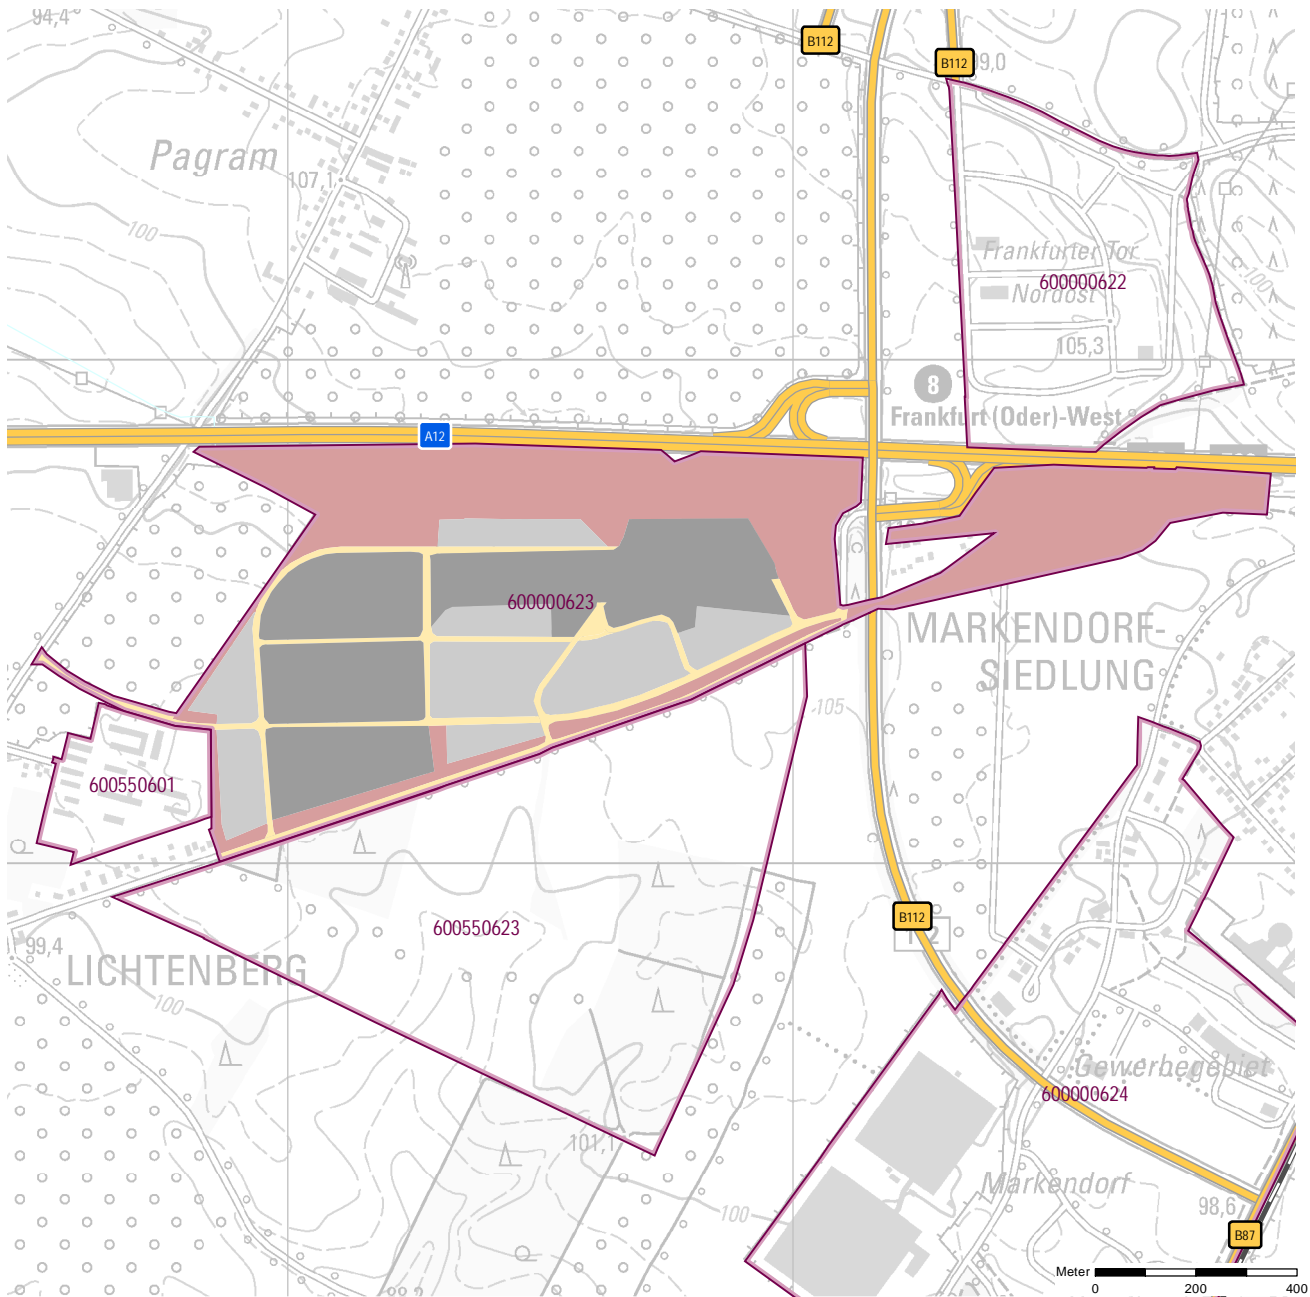 94,4
B112
B112
99,0
Pagram
107,1
100
Frankfurter Tor
100
600000622
Nordost
105,3
8
Frankfurt (Oder)-West
A12
600000623
MARKENDORF-
SIEDLUNG
105
600550601
B112
600550623
99,4
LICHTENBERG
100
Gewerbegebiet
600000624
101,1
Markendorf
98,6
100
B87
Meter
0
200
400